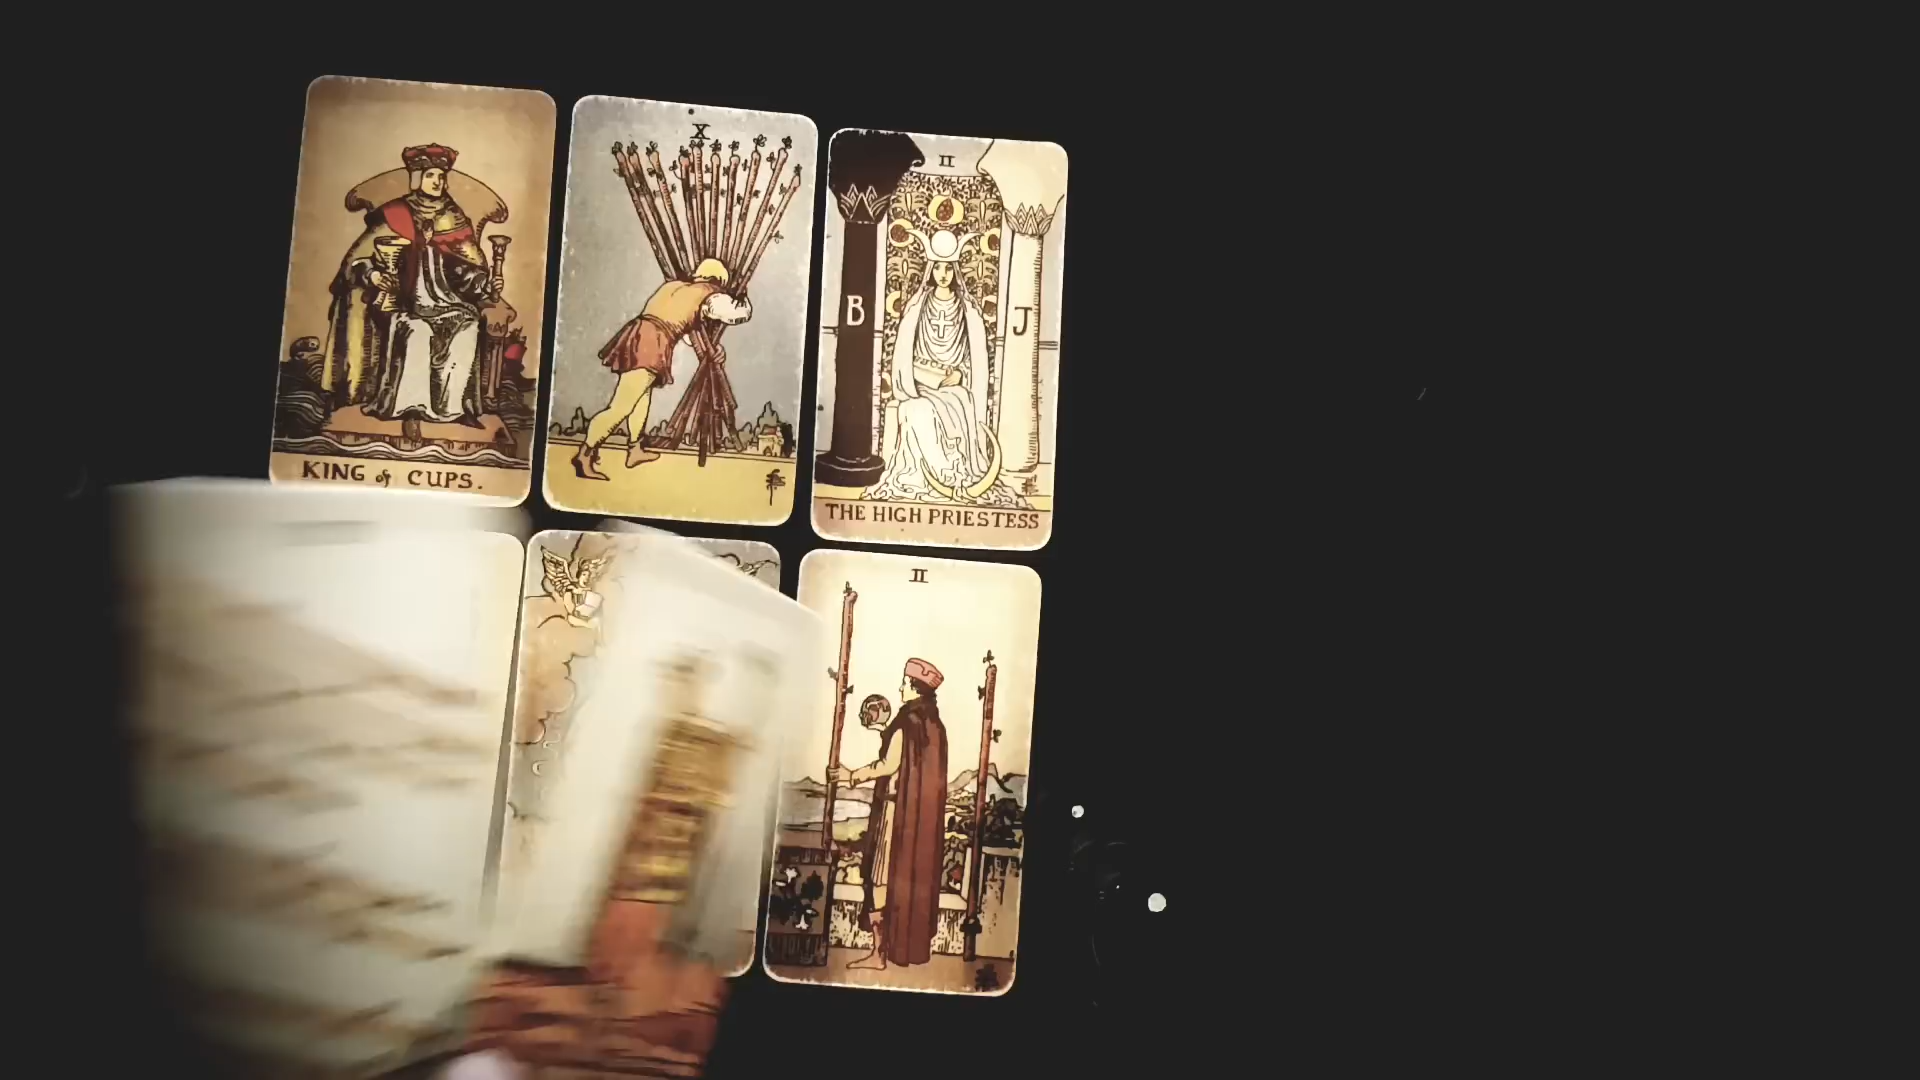 KING of CUPS.
X
II
B
J
THE HIGH PRIESTESS
II